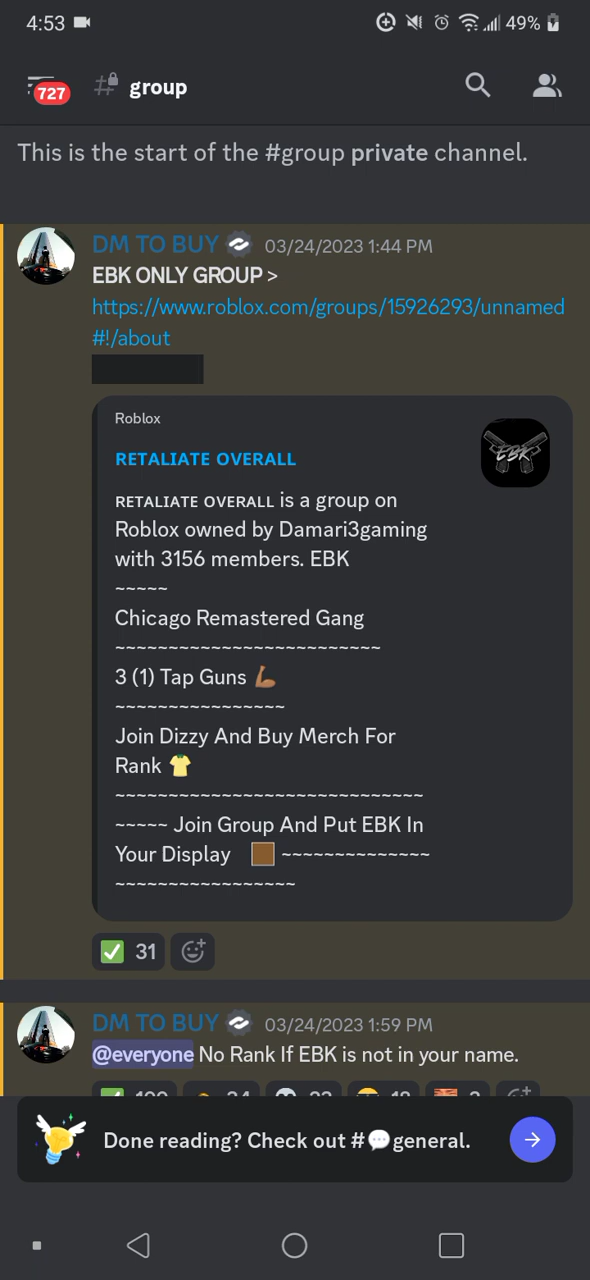 4:53 49%
727 group
This is the start of the #group private channel.
DM TO BUY 03/24/2023 1:44 PM
EBK ONLY GROUP >
https://www.roblox.com/groups/15926293/unnamed
#!/about
Roblox
RETALIATE OVERALL
EBK
ʀᴇᴛᴀʟɪᴀᴛᴇ ᴏᴠᴇʀᴀʟʟ is a group on
Roblox owned by Damari3gaming
with 3156 members. EBK
~~~~~
Chicago Remastered Gang
~~~~~~~~~~~~~~~~~~~~~~~~~
3 (1) Tap Guns 💪🏾
~~~~~~~~~~~~~~~~
Join Dizzy And Buy Merch For
Rank 👕
~~~~~~~~~~~~~~~~~~~~~~~~~~~~~
~~~~~ Join Group And Put EBK In
Your Display 🟫 ~~~~~~~~~~~~~~
~~~~~~~~~~~~~~~~~
✅ 31
DM TO BUY 03/24/2023 1:59 PM
@everyone No Rank If EBK is not in your name.
Done reading? Check out #💬general.